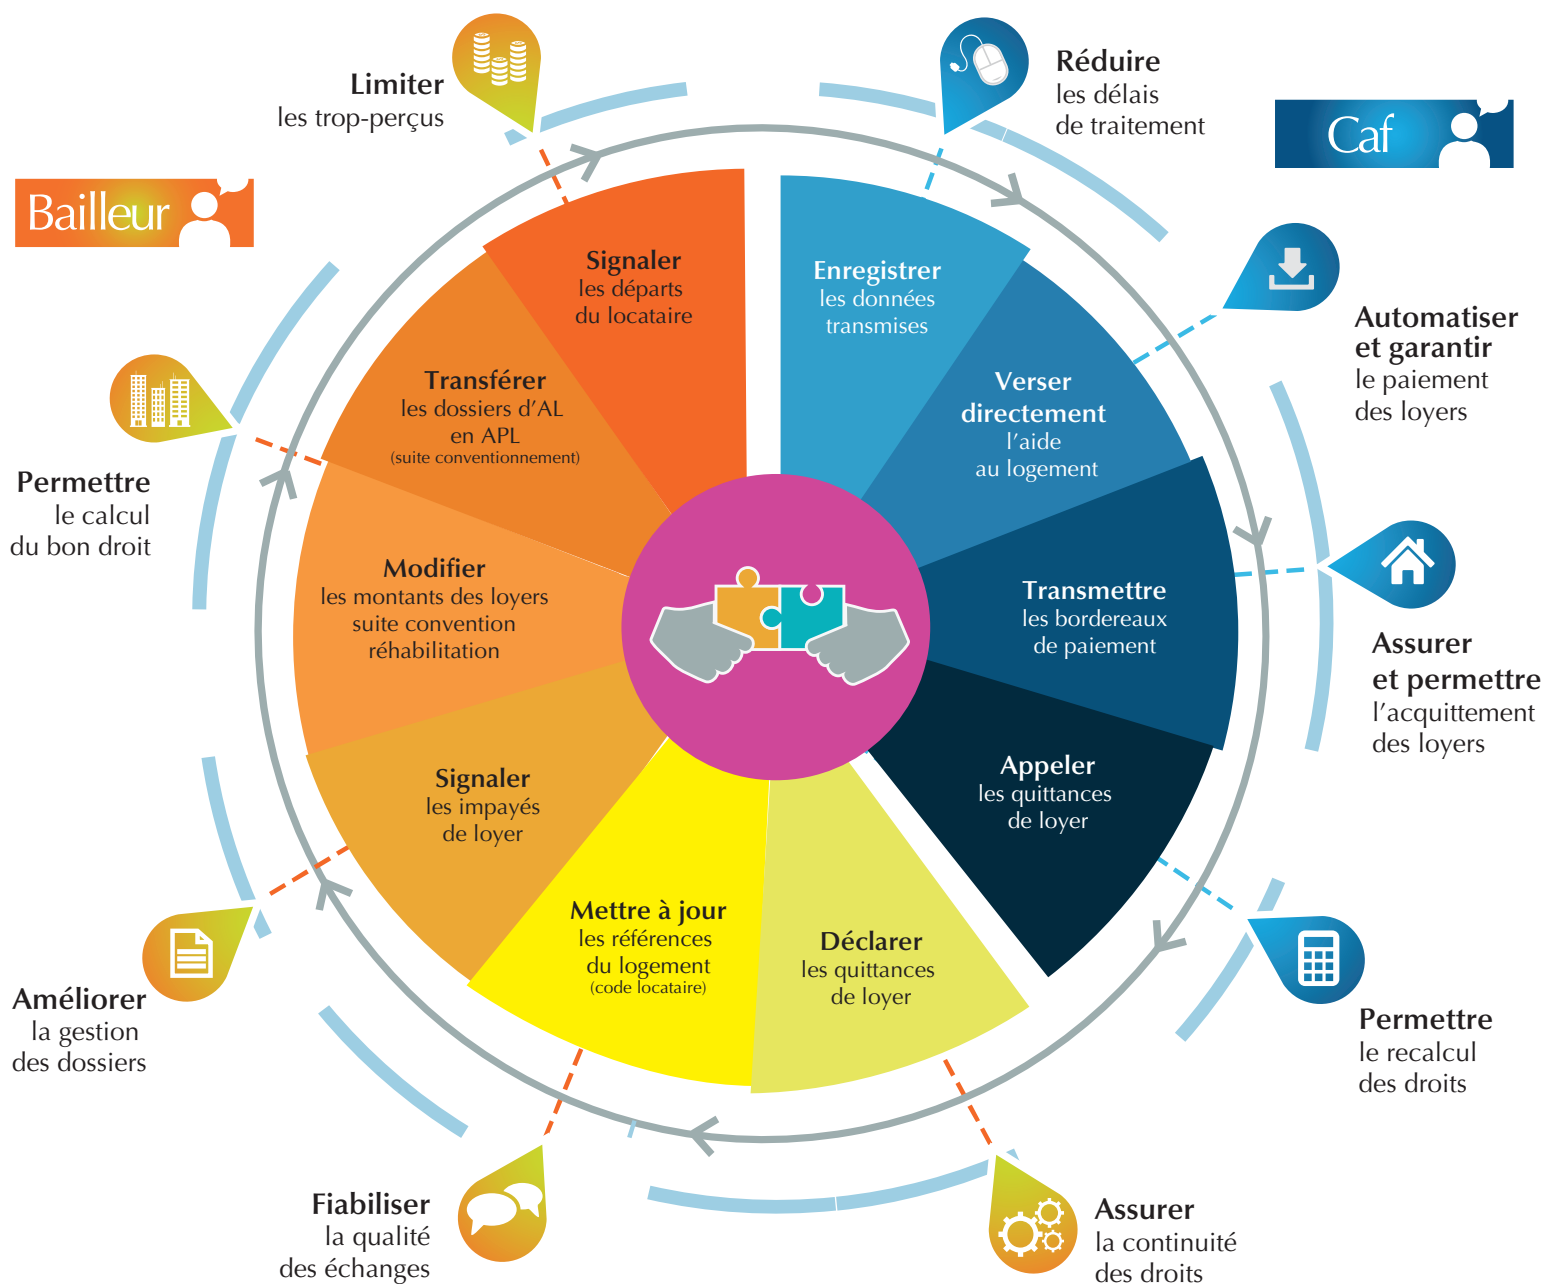 Limiter
les trop-perçus
Réduire
les délais
de traitement
Caf
Bailleur
Signaler
les départs
du locataire
Enregistrer
les données
transmises
Automatiser
et garantir
le paiement
des loyers
Transférer
les dossiers d’AL
en APL
(suite conventionnement)
Verser
directement
l’aide
au logement
Permettre
le calcul
du bon droit
Modifier
les montants des loyers
suite convention
réhabilitation
Transmettre
les bordereaux
de paiement
Assurer
et permettre
l’acquittement
des loyers
Signaler
les impayés
de loyer
Appeler
les quittances
de loyer
Mettre à jour
les références
du logement
(code locataire)
Déclarer
les quittances
de loyer
Améliorer
la gestion
des dossiers
Permettre
le recalcul
des droits
Fiabiliser
la qualité
des échanges
Assurer
la continuité
des droits